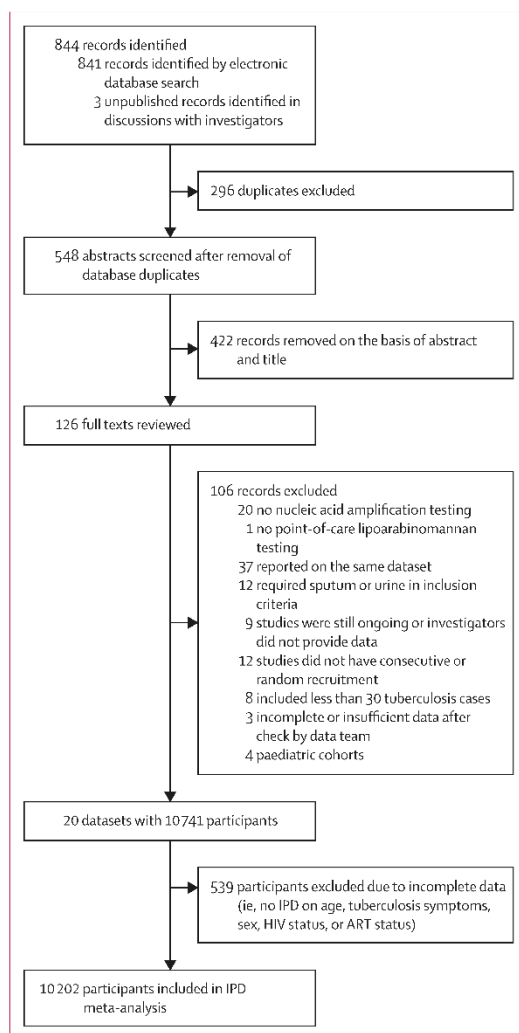 844 records identified
841 records identified by electronic
database search
3 unpublished records identified in
discussions with investigators
296 duplicates excluded
548 abstracts screened after removal of
database duplicates
422 records removed on the basis of abstract
and title
126 full texts reviewed
106 records excluded
20 no nucleic acid amplification testing
1 no point-of-care lipoarabinomannan
testing
37 reported on the same dataset
12 required sputum or urine in inclusion
criteria
9 studies were still ongoing or investigators
did not provide data
12 studies did not have consecutive or
random recruitment
8 included less than 30 tuberculosis cases
3 incomplete or insufficient data after
check by data team
4 paediatric cohorts
20 datasets with 10 741 participants
539 participants excluded due to incomplete data
(ie, no IPD on age, tuberculosis symptoms,
sex, HIV status, or ART status)
10 202 participants included in IPD
meta-analysis